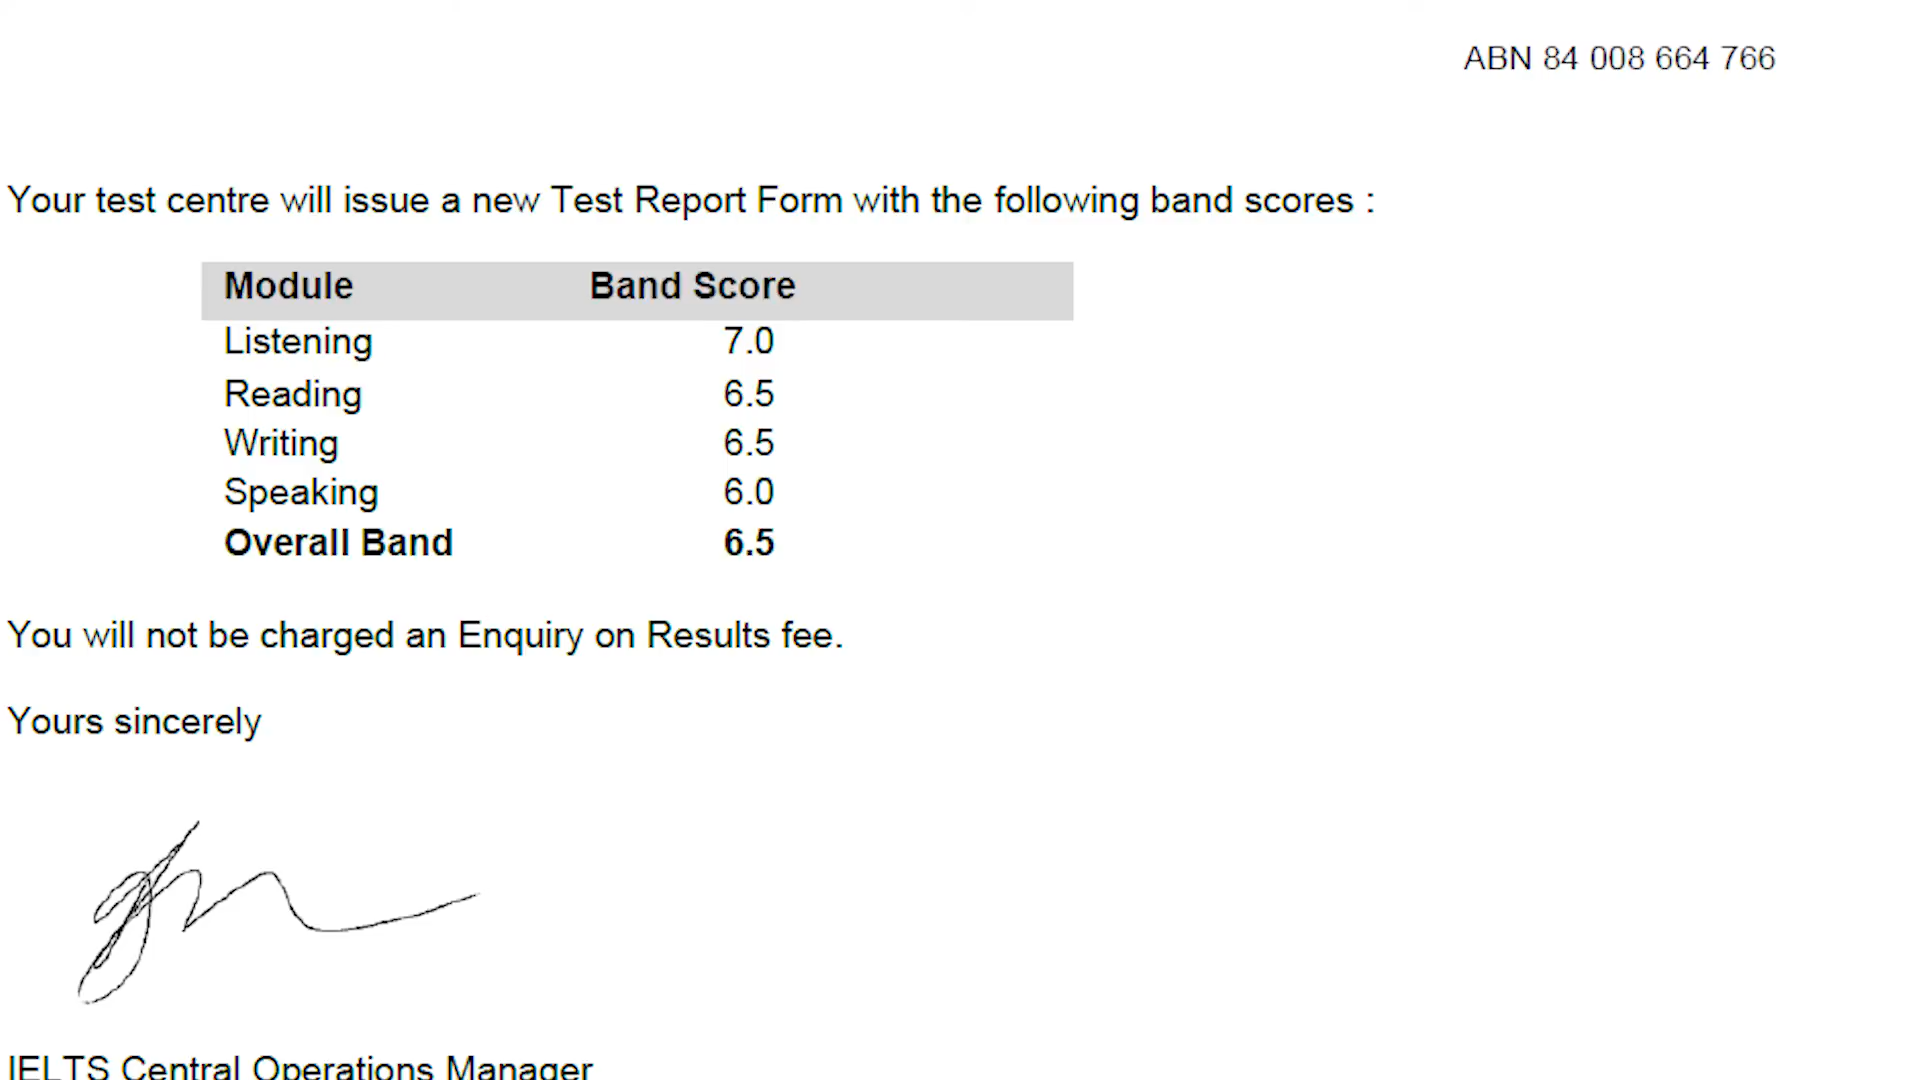 ABN 84 008 664 766
Your test centre will issue a new Test Report Form with the following band scores :
Module Band Score
Listening 7.0
Reading 6.5
Writing 6.5
Speaking 6.0
Overall Band 6.5
You will not be charged an Enquiry on Results fee.
Yours sincerely
IELTS Central Operations Manager